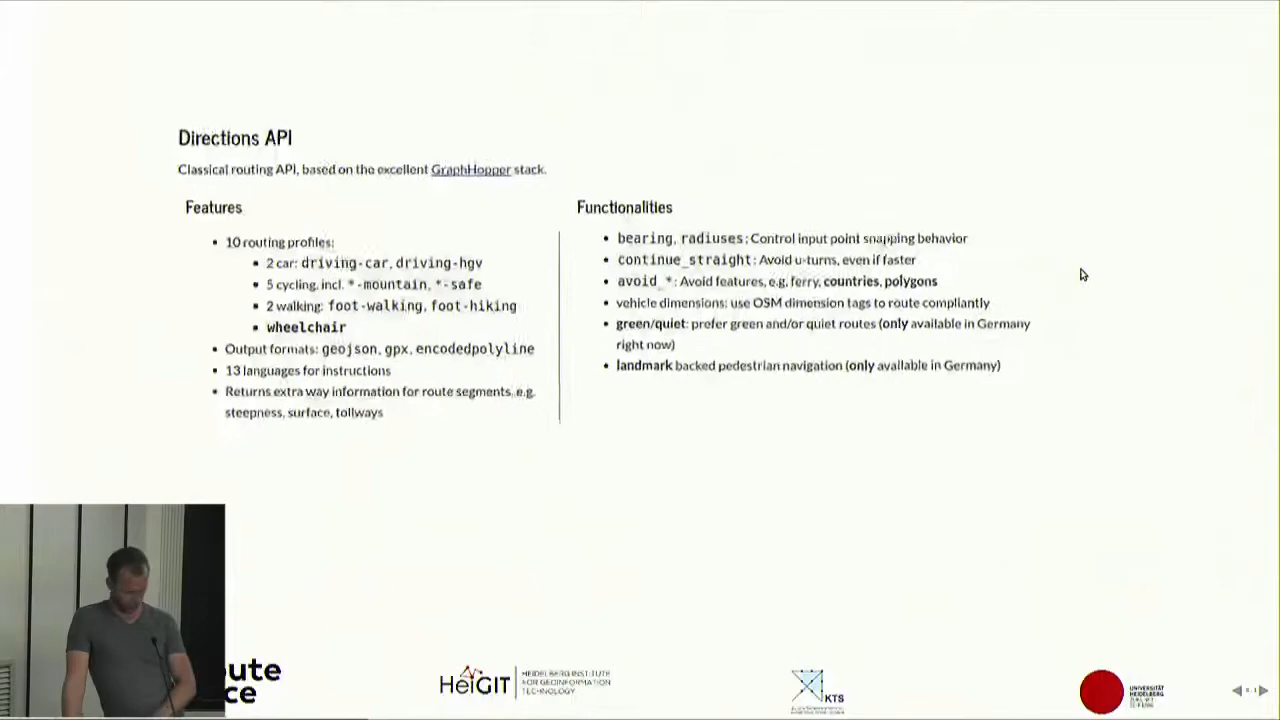 Directions API
Classical routing API, based on the excellent GraphHopper stack.
Features
• 10 routing profiles:
• 2 car: driving-car, driving-hgv
• 5 cycling, incl. *-mountain, *-safe
• 2 walking: foot-walking, foot-hiking
• wheelchair
• Output formats: geojson, gpx, encodedpolyline
• 13 languages for instructions
• Returns extra way information for route segments, e.g.
steepness, surface, tollways
Functionalities
• bearing, radiuses: Control input point snapping behavior
• continue_straight: Avoid u-turns, even if faster
• avoid_*: Avoid features, e.g. ferry, countries, polygons
• vehicle dimensions: use OSM dimension tags to route compliantly
• green/quiet: prefer green and/or quiet routes (only available in Germany
right now)
• landmark backed pedestrian navigation (only available in Germany)
oute
ce
HeiGIT
HEIDELBERG INSTITUTE
FOR GEOINFORMATION
TECHNOLOGY
KTS
UNIVERSITÄT
HEIDELBERG